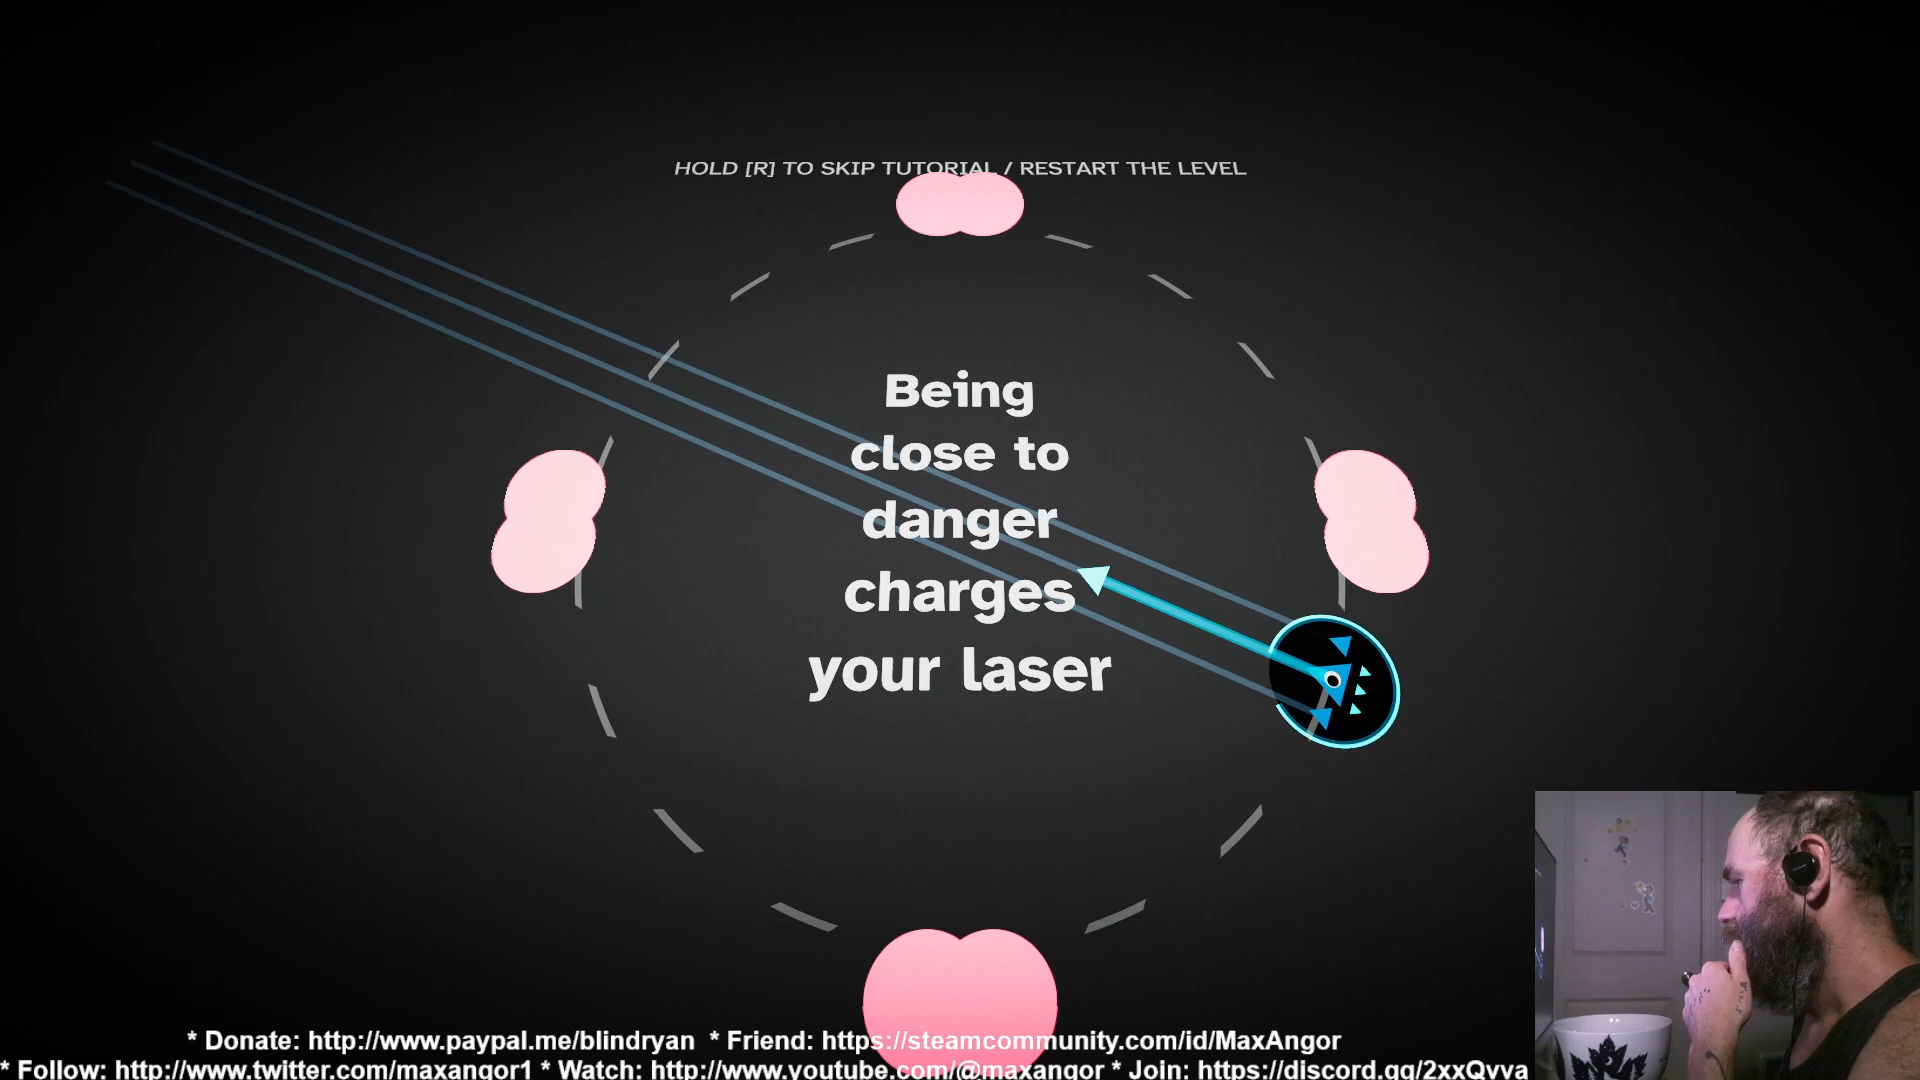 HOLD [R] TO SKIP TUTORIAL / RESTART THE LEVEL
Being
close to
danger
charges
your laser
* Donate: http://www.paypal.me/blindryan * Friend: https://steamcommunity.com/id/MaxAngor
* Follow: http://www.twitter.com/maxangor1 * Watch: http://www.youtube.com/@maxangor * Join: https://discord.gg/2xxQvva